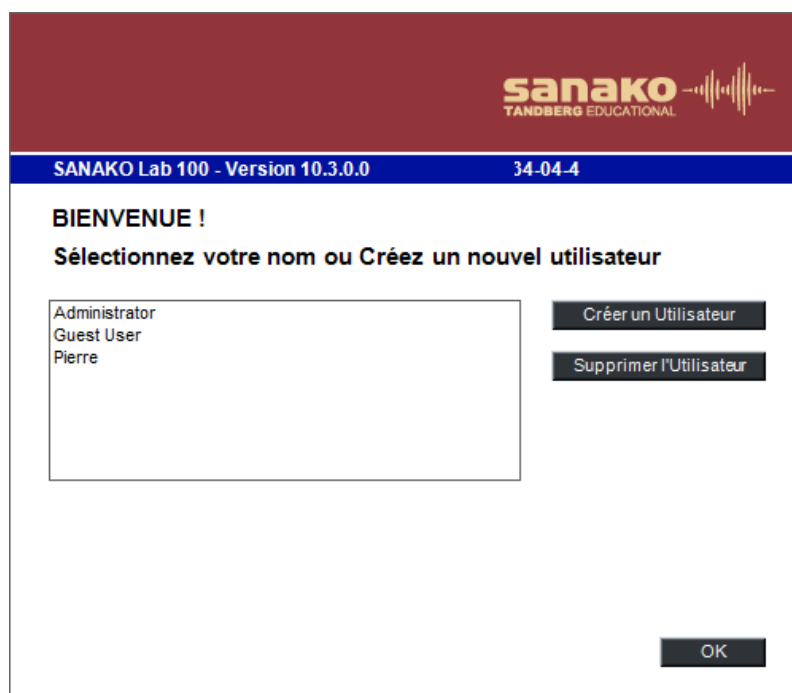 sanako
TANDBERG EDUCATIONAL
SANAKO Lab 100 - Version 10.3.0.0 34-04-4
BIENVENUE !
Sélectionnez votre nom ou Créez un nouvel utilisateur
Administrator
Guest User
Pierre
Créer un Utilisateur
Supprimer l'Utilisateur
OK